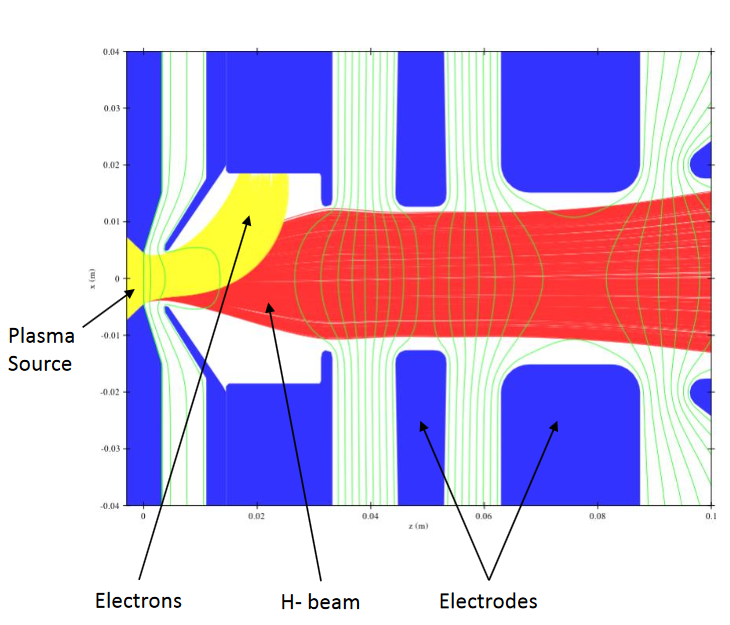 0.04
0.03
0.02
0.01
0
-0.01
-0.02
-0.03
-0.04
x (m)
0
0.02
0.04
0.06
0.08
0.1
z (m)
Plasma
Source
Electrons
H- beam
Electrodes